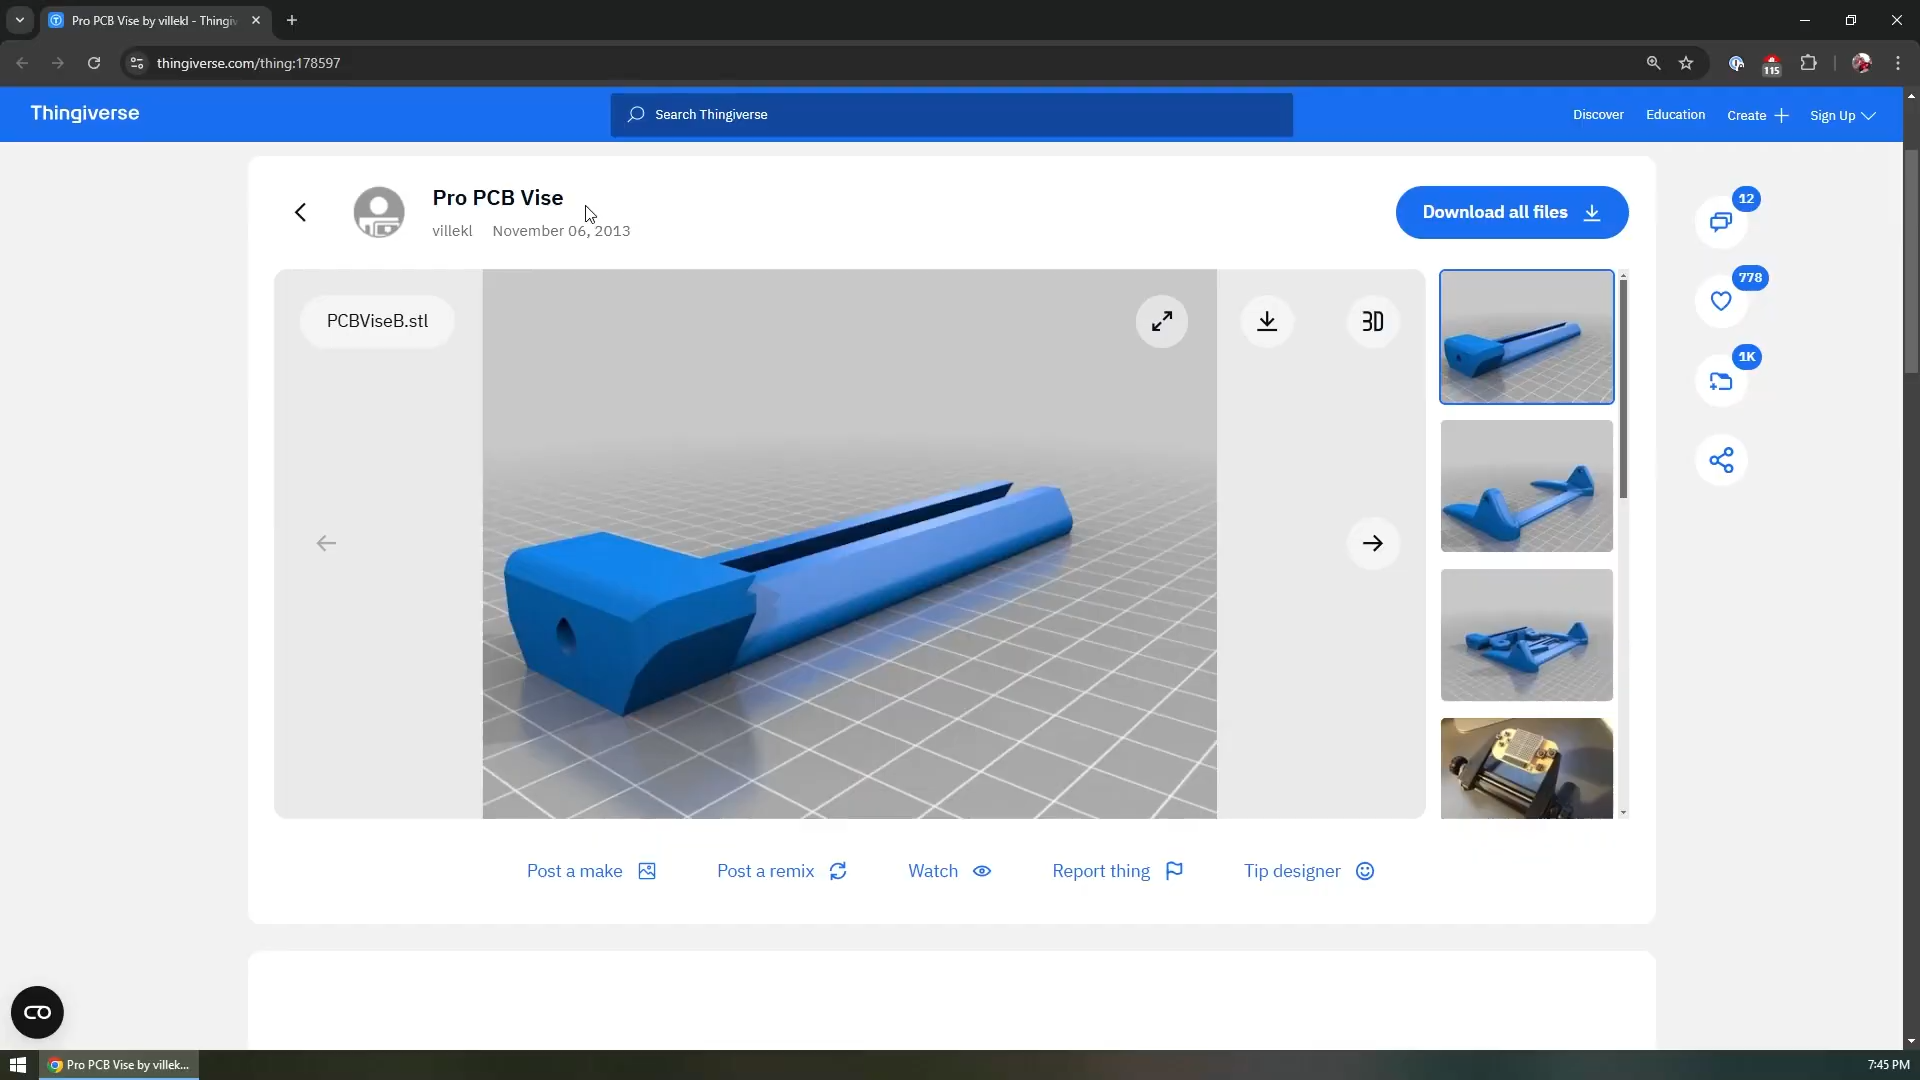 Pro PCB Vise by villekl - Thingiv
thingiverse.com/thing:178597
115
Thingiverse
Search Thingiverse
Discover
Education
Create
Sign Up
Pro PCB Vise
villekl
November 06, 2013
Download all files
12
778
1K
PCBViseB.stl
3D
Post a make
Post a remix
Watch
Report thing
Tip designer
Pro PCB Vise by villek...
7:45 PM